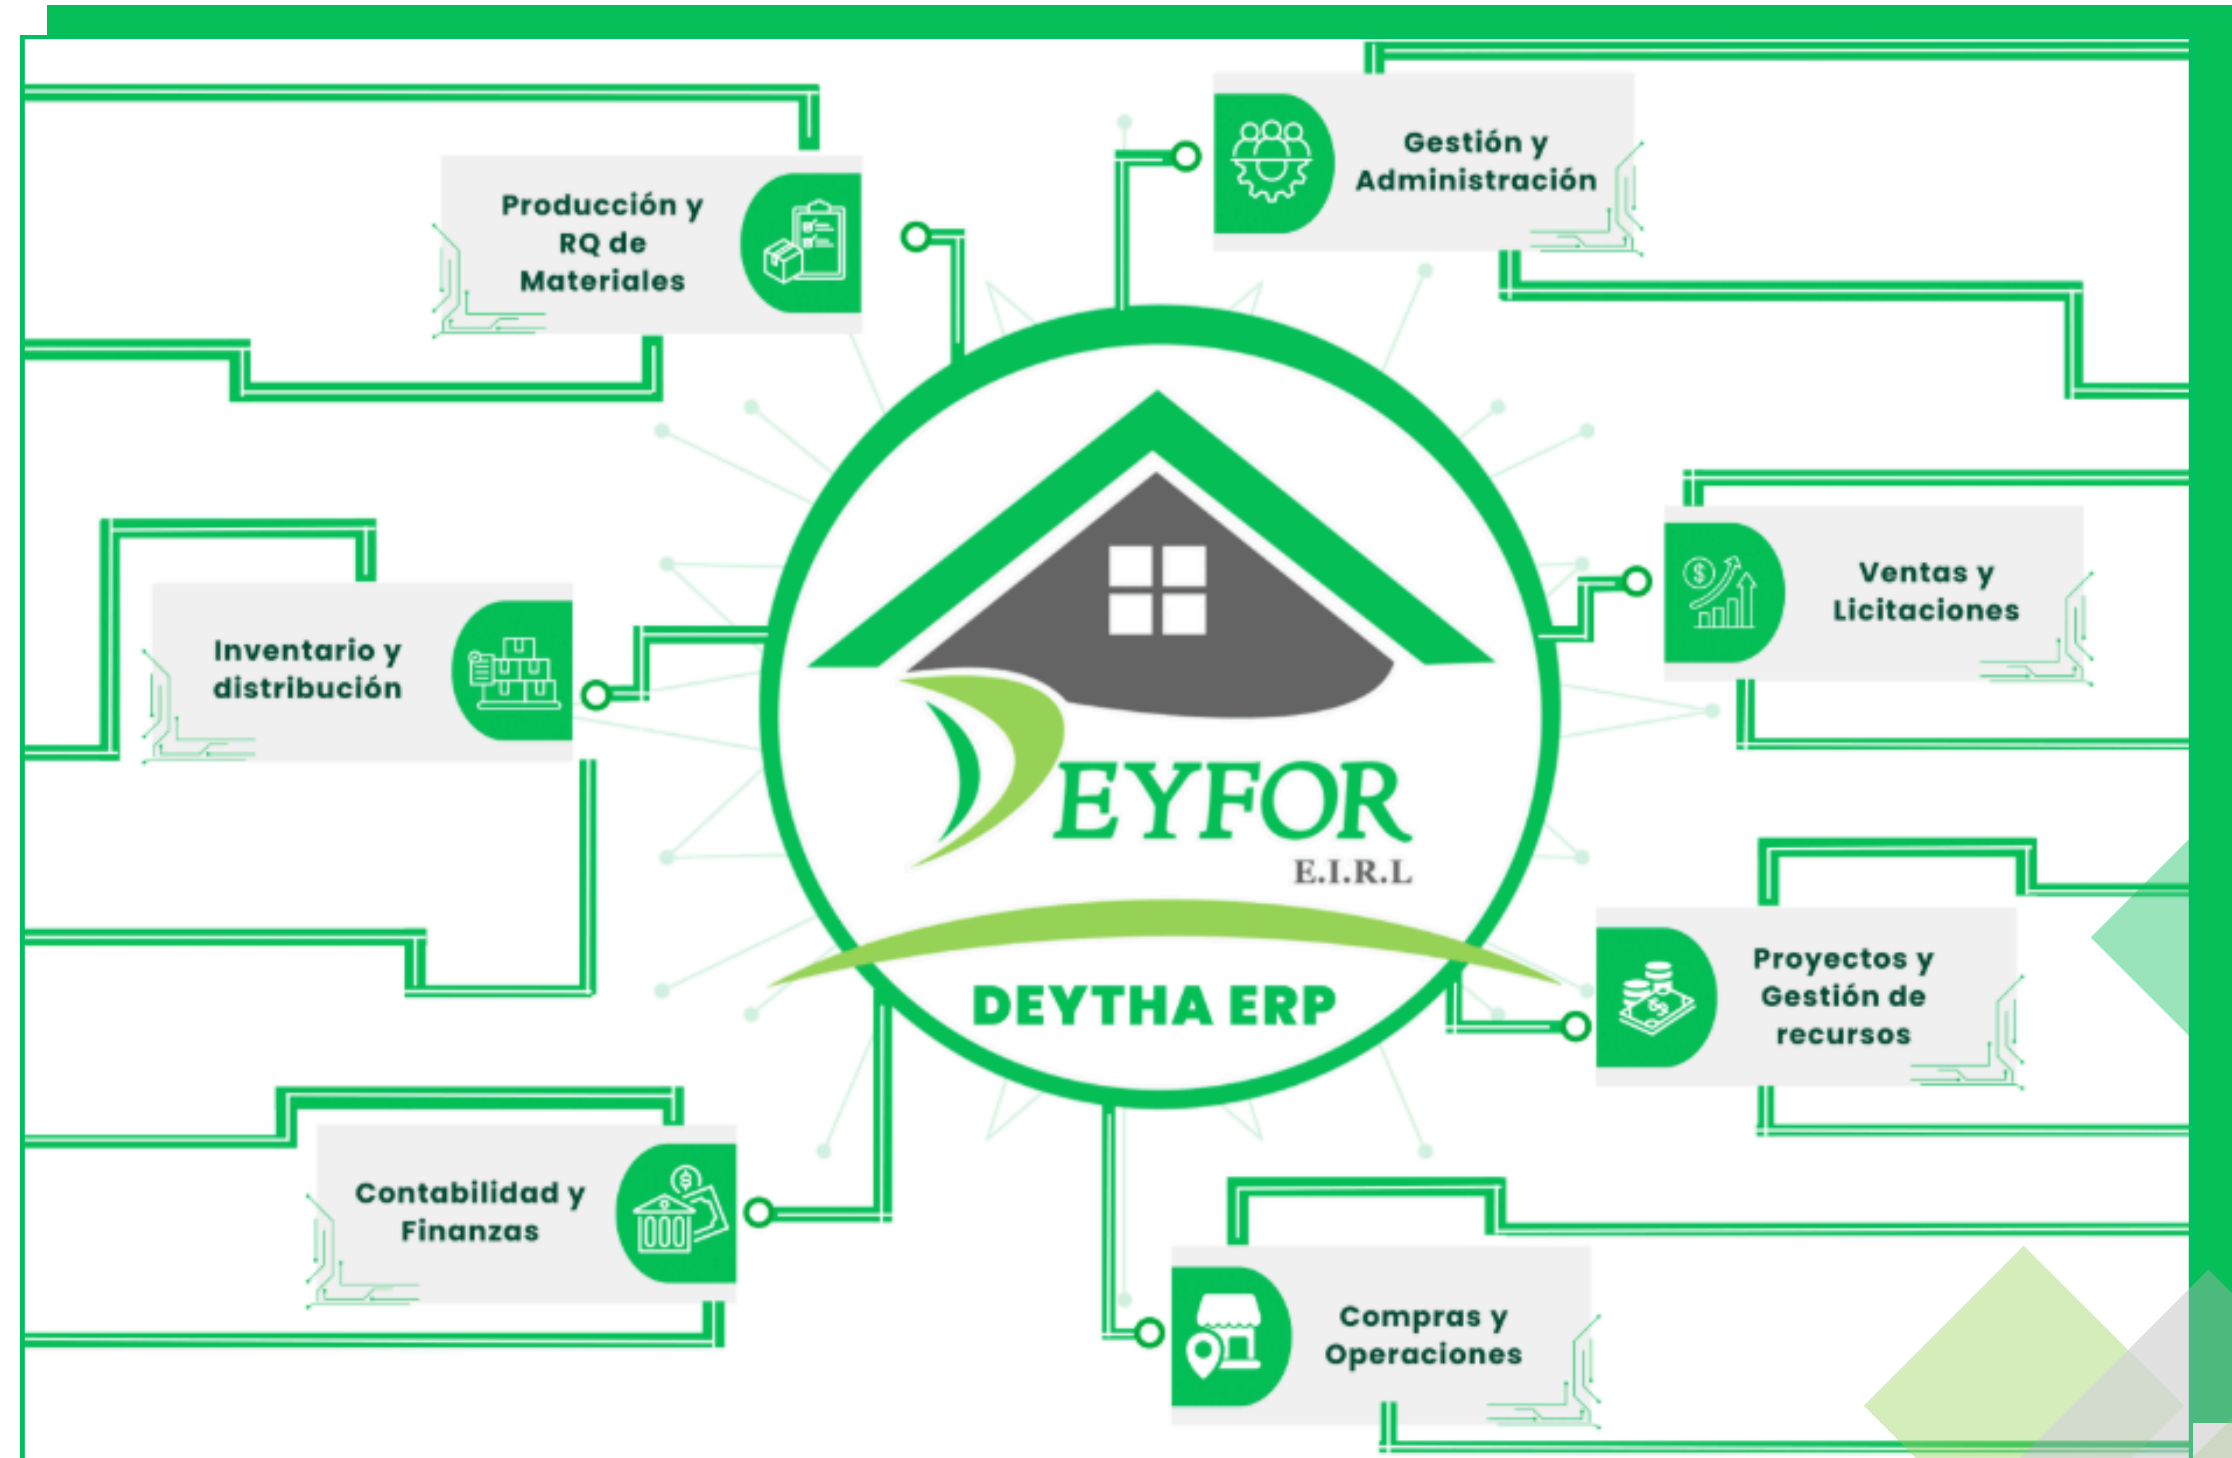 Gestión y
Administración
Producción y
RQ de
Materiales
Ventas y
Licitaciones
Inventario y
distribución
DEYFOR
E.I.R.L
DEYTHA ERP
Proyectos y
Gestión de
recursos
Contabilidad y
Finanzas
Compras y
Operaciones